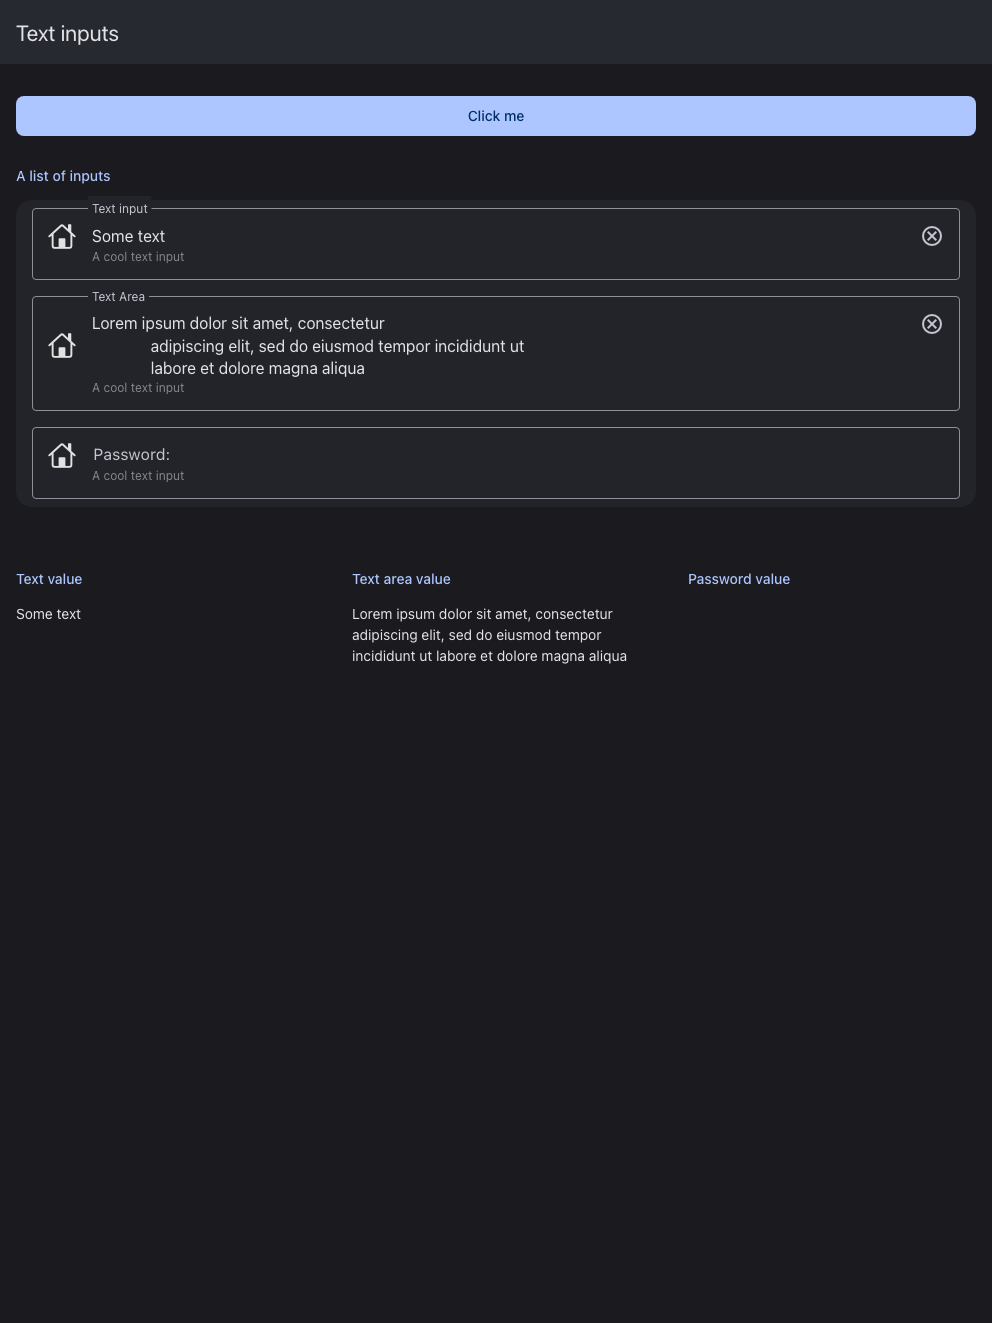 Text inputs
Click me
A list of inputs
Text input
Some text
A cool text input
Text Area
Lorem ipsum dolor sit amet, consectetur
adipiscing elit, sed do eiusmod tempor incididunt ut
labore et dolore magna aliqua
A cool text input
Password:
A cool text input
Text value
Some text
Text area value
Lorem ipsum dolor sit amet, consectetur
adipiscing elit, sed do eiusmod tempor
incididunt ut labore et dolore magna aliqua
Password value